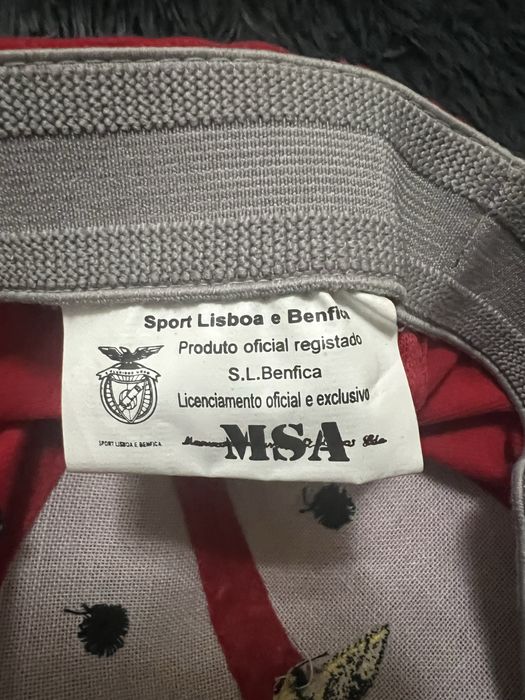 Sport Lisboa e Benfica
Produto oficial registado
S.L.Benfica
Licenciamento oficial e exclusivo
SPORT LISBOA E BENFICA
MSA